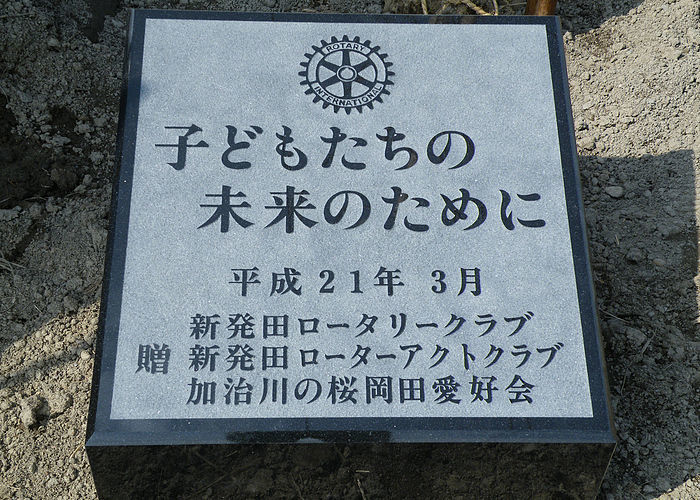 ROTARY
INTERNATIONAL
子どもたちの
未来のために
平成21年 3月
新発田ロータリークラブ
贈 新発田ローターアクトクラブ
加治川の桜岡田愛好会